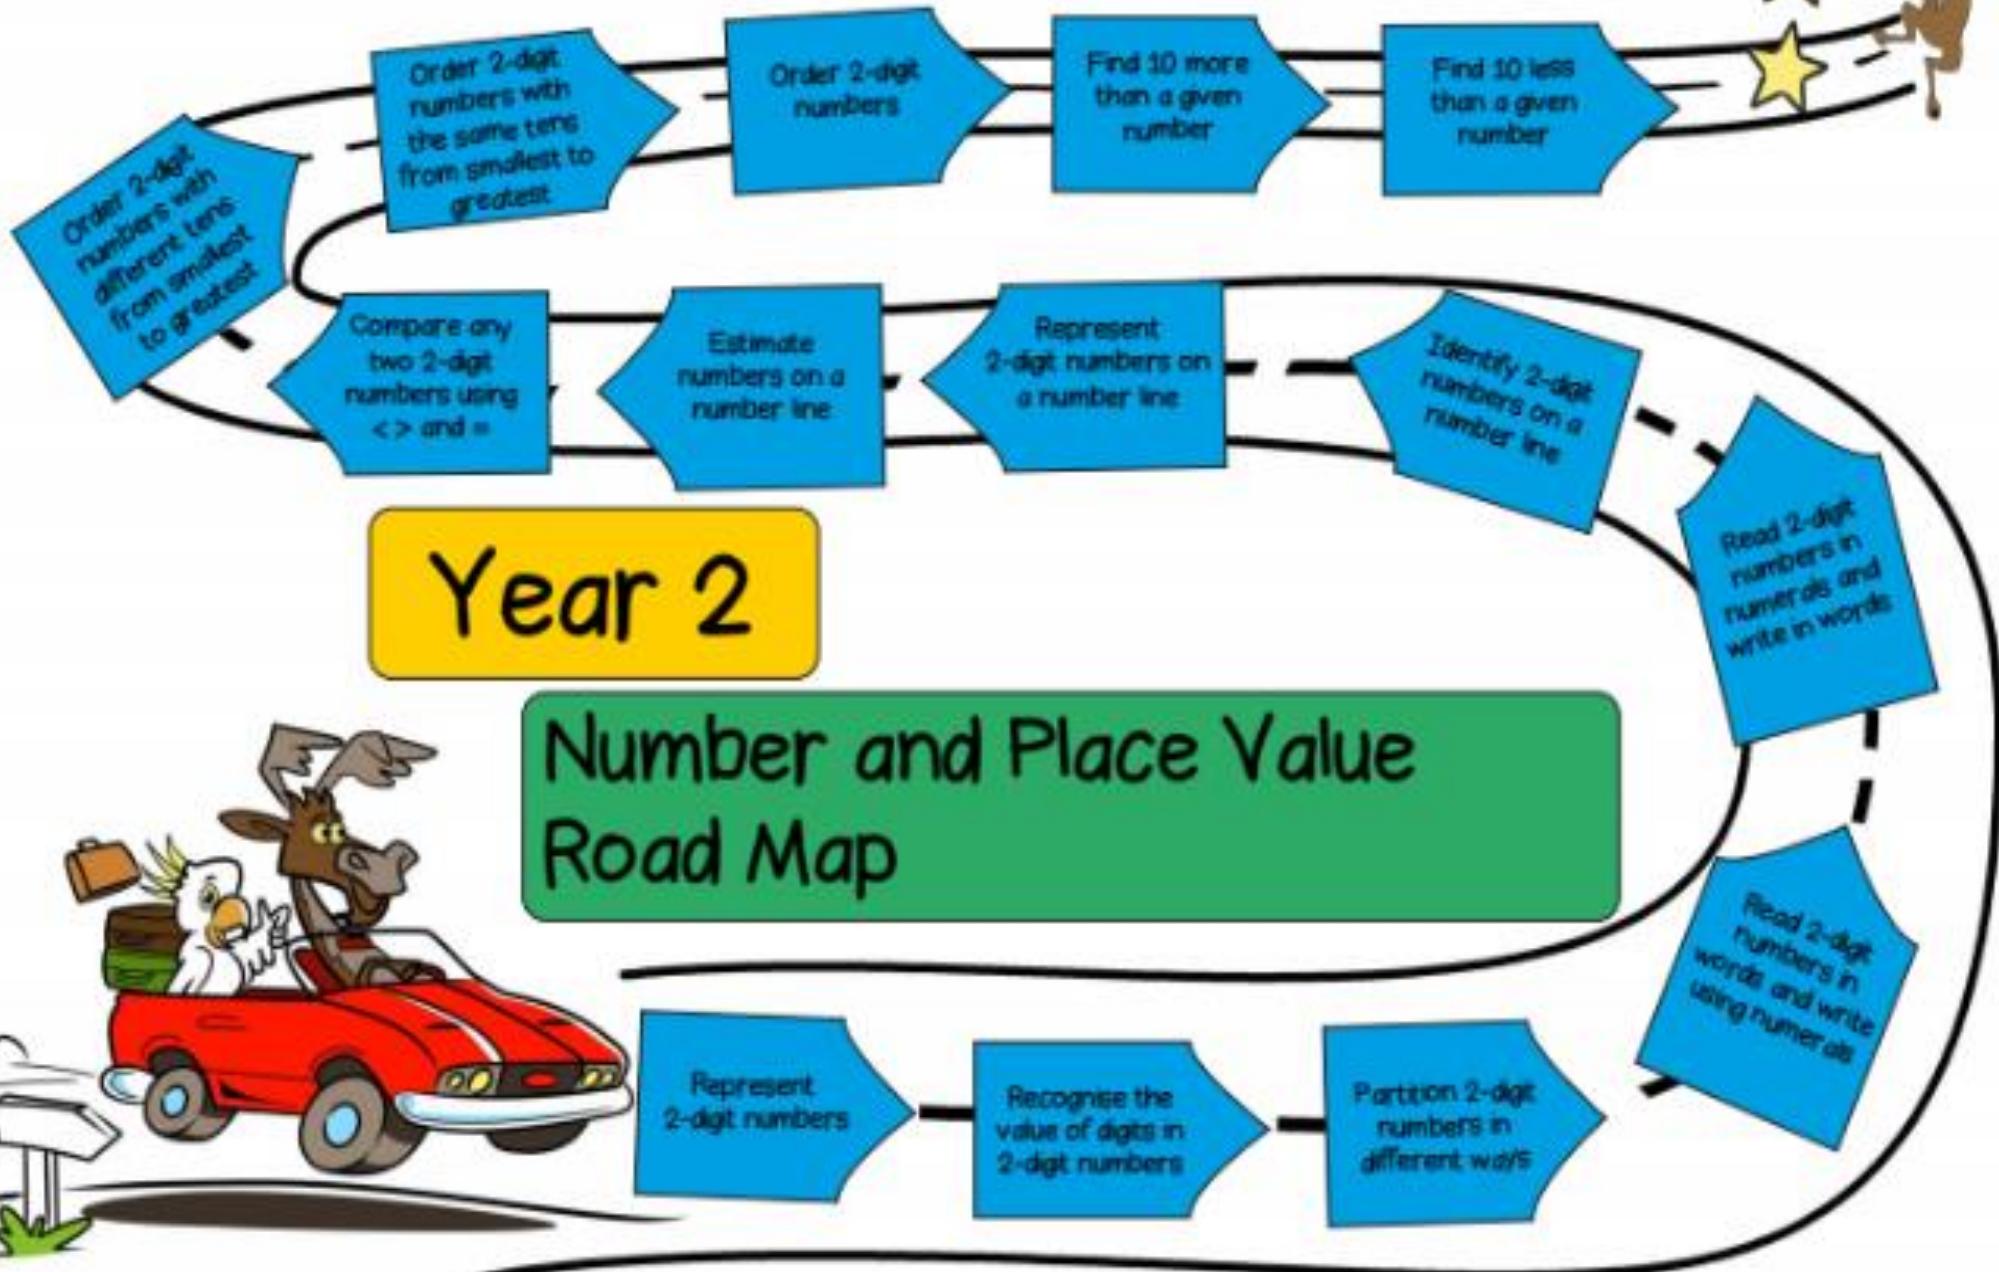 Order 2-digit
numbers with
different tens
from smallest
to greatest
Order 2-digit
numbers with
the same tens
from smallest to
greatest
Order 2-digit
numbers
Find 10 more
than a given
number
Find 10 less
than a given
number
Compare any
two 2-digit
numbers using
< > and =
Estimate
numbers on a
number line
Represent
2-digit numbers on
a number line
Identify 2-digit
numbers on a
number line
Read 2-digit
numbers in
numerals and
write in words
Year 2
Number and Place Value
Road Map
Read 2-digit
numbers in
words and write
using numerals
Represent
2-digit numbers
Recognise the
value of digits in
2-digit numbers
Partition 2-digit
numbers in
different ways